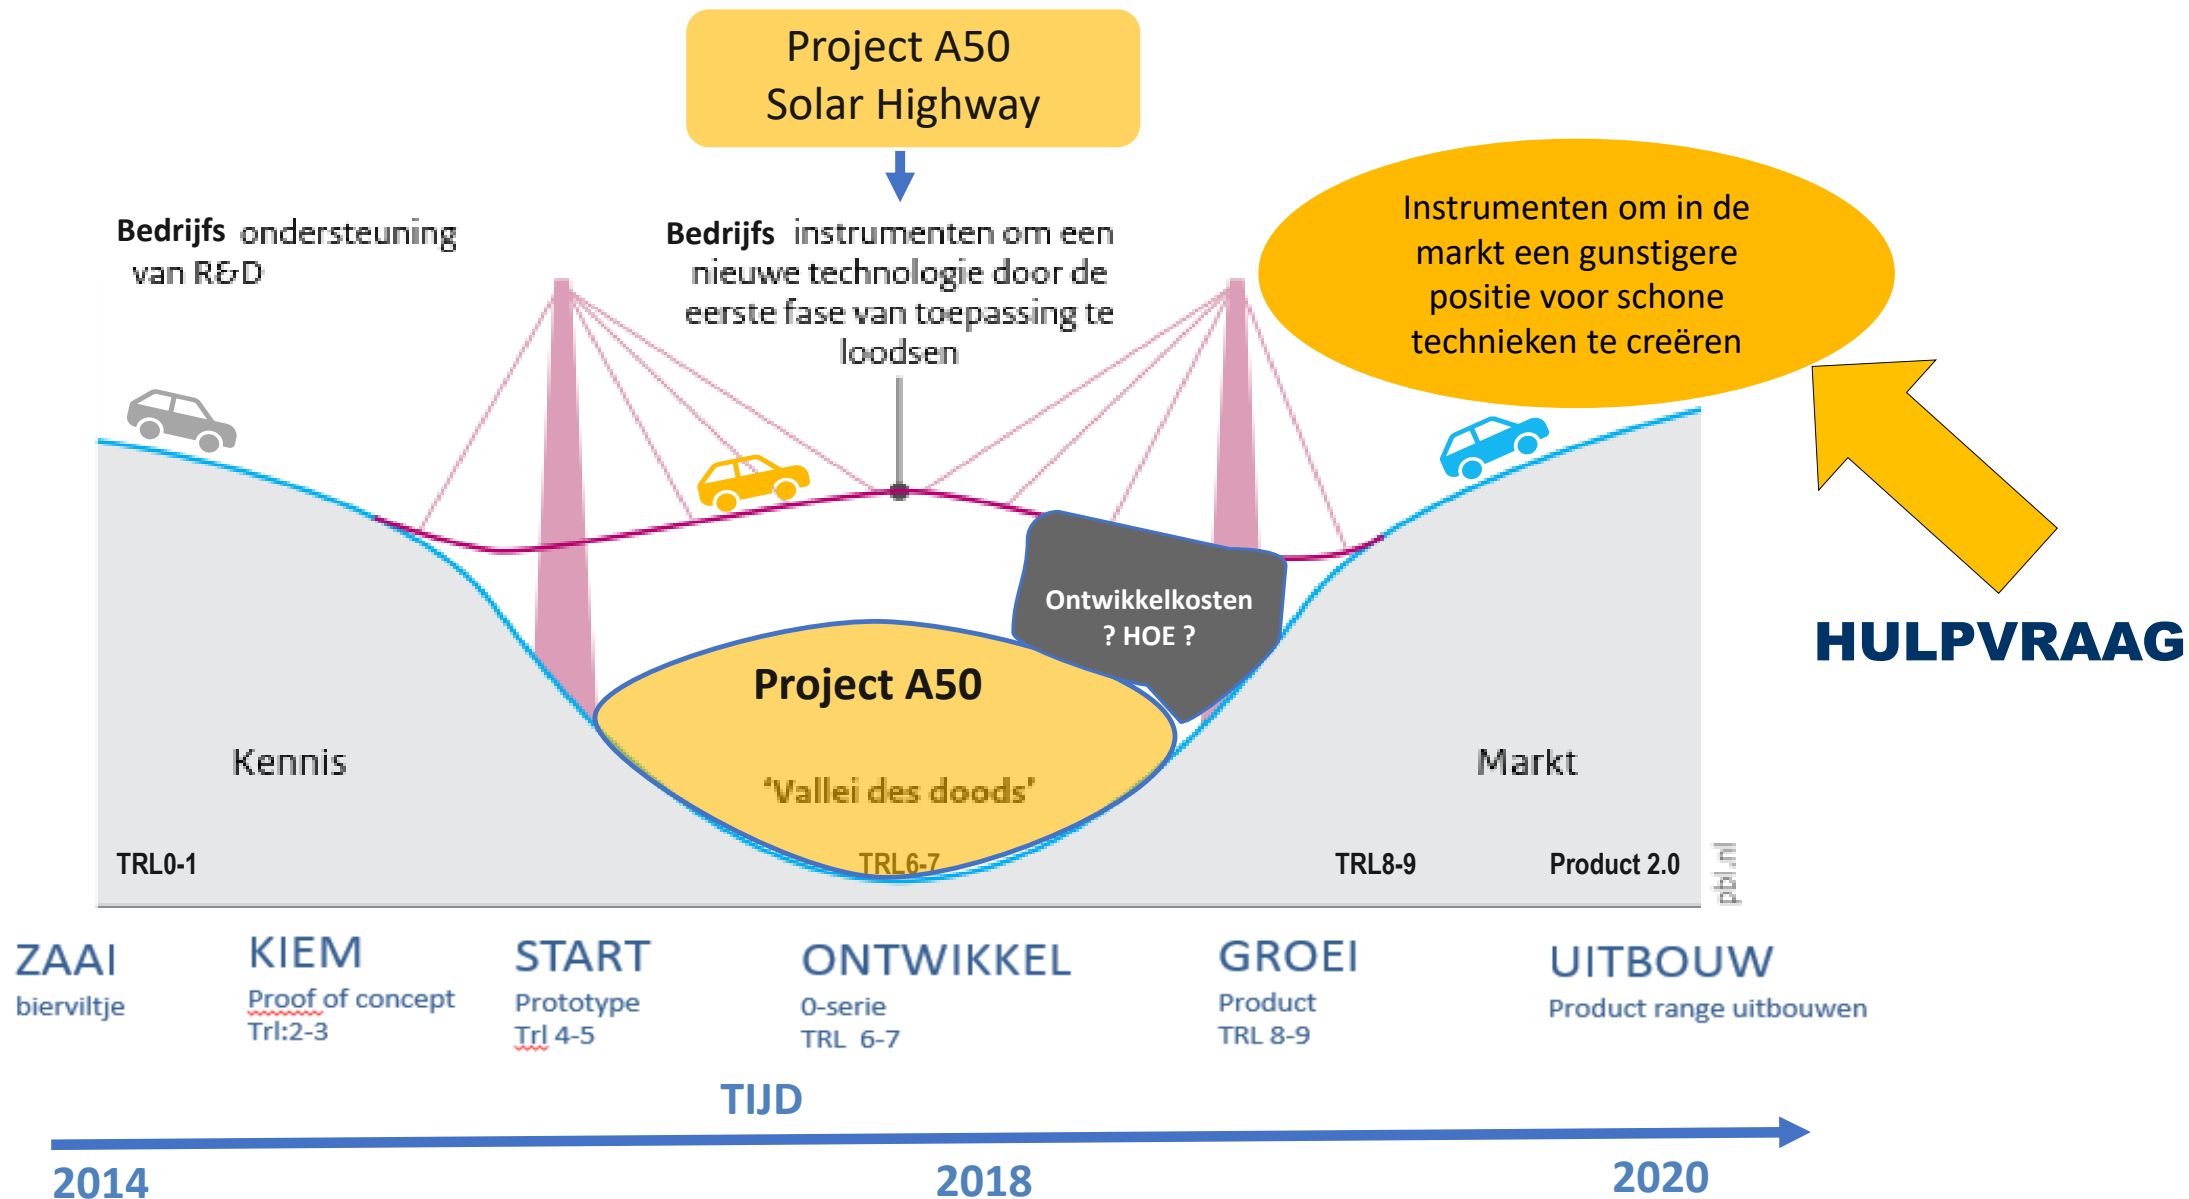 Project A50
Solar Highway
Bedrijfs ondersteuning
van R&D
Bedrijfs instrumenten om een
nieuwe technologie door de
eerste fase van toepassing te
loodsen
Instrumenten om in de
markt een gunstigere
positie voor schone
technieken te creëren
HULPVRAAG
Ontwikkelkosten
? HOE ?
Project A50
'Vallei des doods'
Kennis
Markt
TRL0-1
TRL6-7
TRL8-9
Product 2.0
pbl.nl
ZAAI
bierviltje
KIEM
Proof of concept
Trl:2-3
START
Prototype
Trl 4-5
ONTWIKKEL
0-serie
TRL 6-7
GROEI
Product
TRL 8-9
UITBOUW
Product range uitbouwen
TIJD
2014
2018
2020